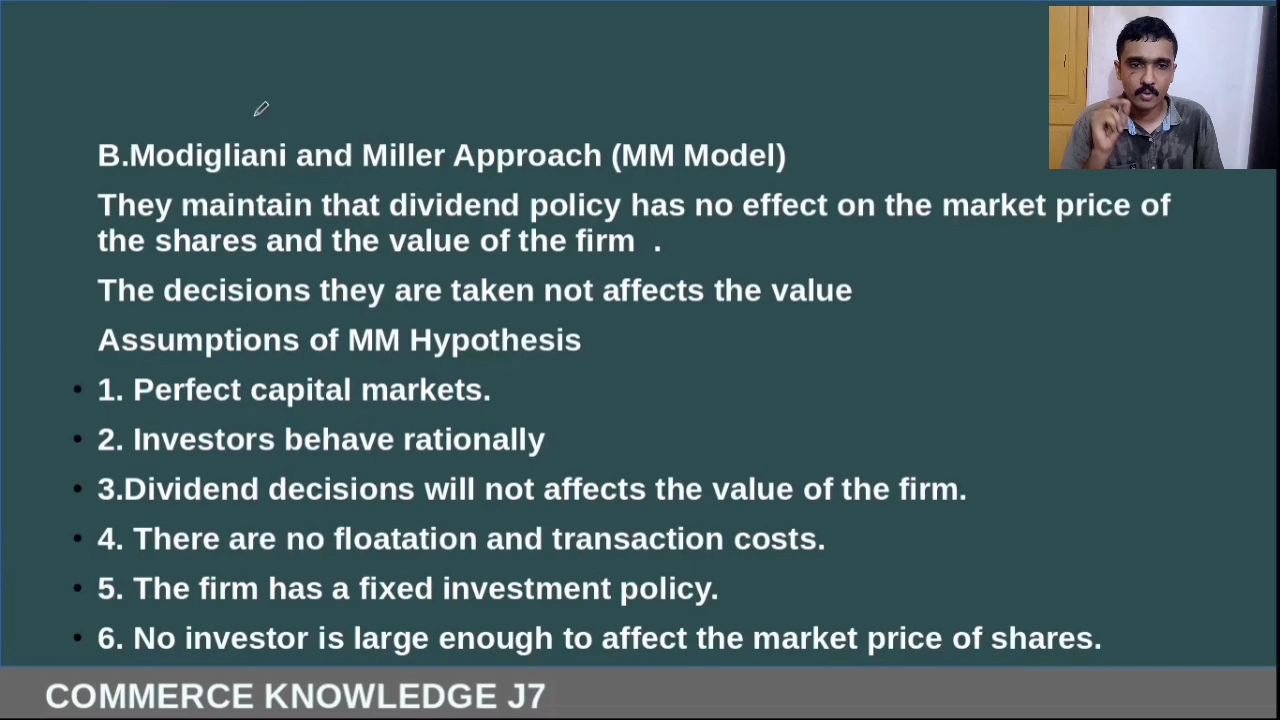 B.Modigliani and Miller Approach (MM Model)
They maintain that dividend policy has no effect on the market price of
the shares and the value of the firm  .
The decisions they are taken not affects the value
Assumptions of MM Hypothesis
• 1. Perfect capital markets.
• 2. Investors behave rationally
• 3.Dividend decisions will not affects the value of the firm.
• 4. There are no floatation and transaction costs.
• 5. The firm has a fixed investment policy.
• 6. No investor is large enough to affect the market price of shares.
COMMERCE KNOWLEDGE J7